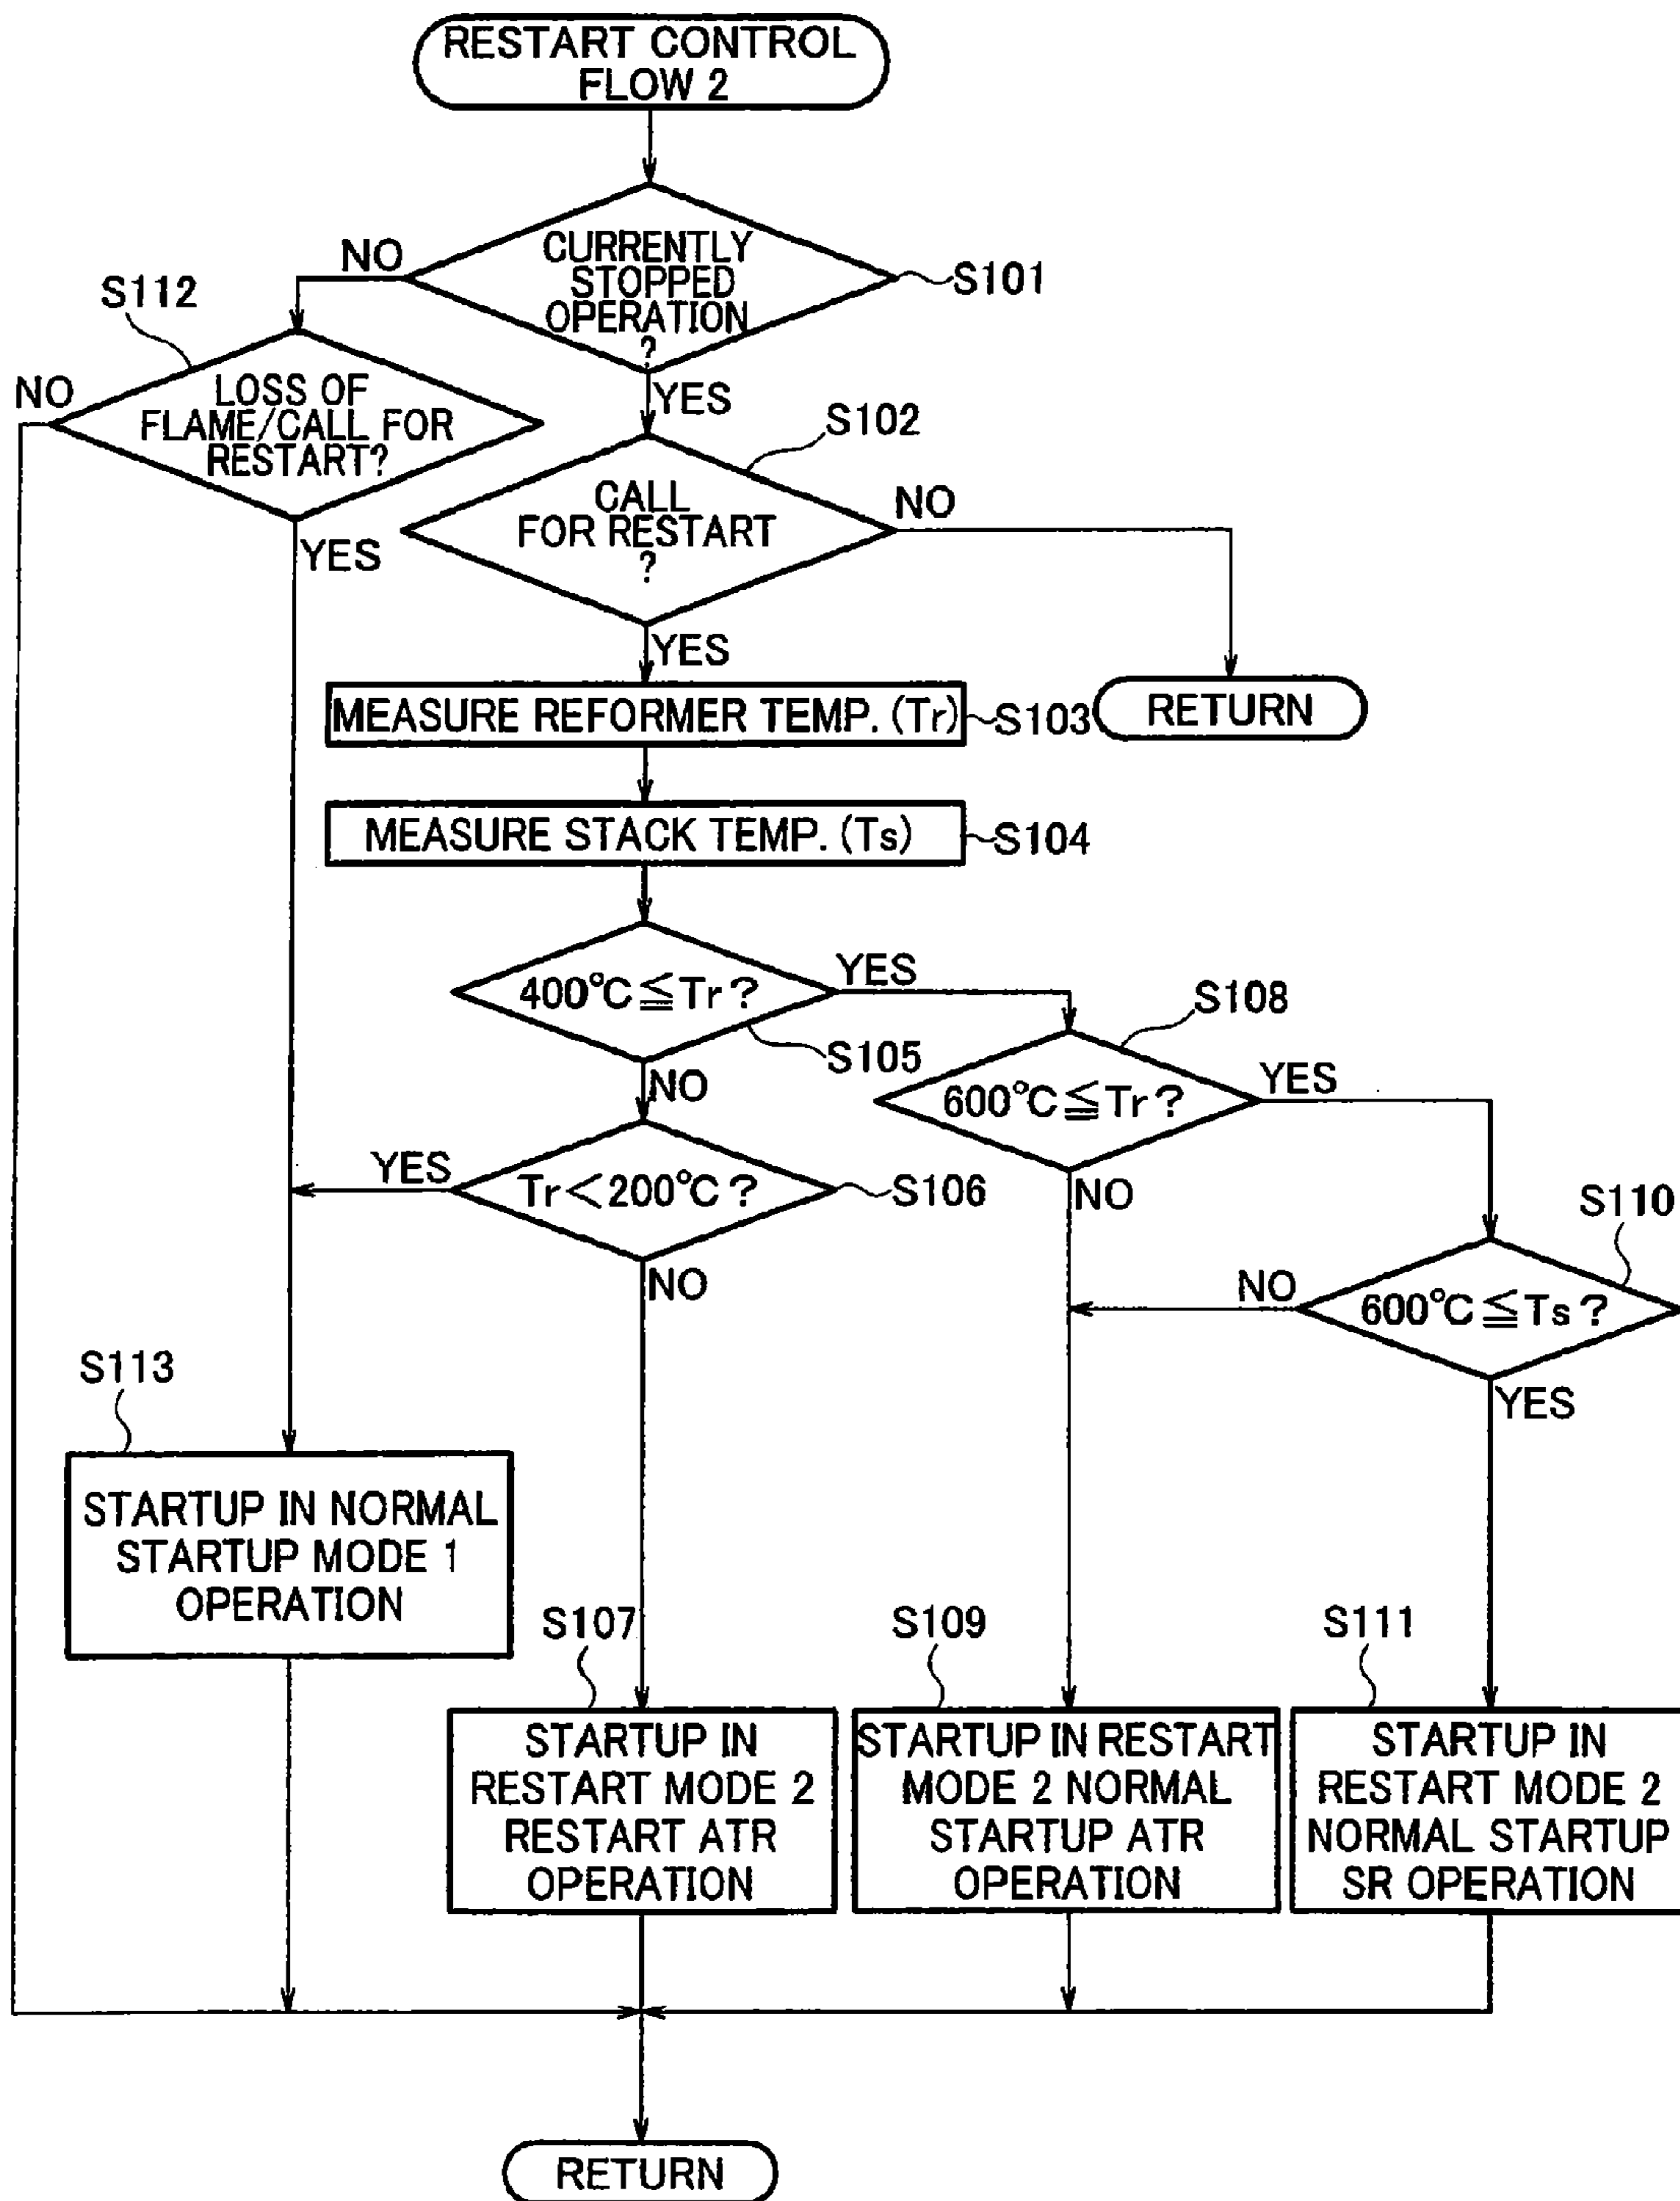 RESTART CONTROL
FLOW 2
CURRENTLY
STOPPED
OPERATION
?
S101
NO
YES
S112
LOSS OF
FLAME/CALL FOR
RESTART?
NO
YES
S102
CALL
FOR RESTART
?
NO
YES
RETURN
MEASURE REFORMER TEMP. (Tr)
S103
MEASURE STACK TEMP. (Ts)
S104
400℃≦Tr?
YES
S105
NO
S108
600℃≦Tr?
YES
NO
Tr<200℃?
YES
S106
NO
S110
600℃≦Ts?
NO
YES
S113
STARTUP IN NORMAL
STARTUP MODE 1
OPERATION
S107
STARTUP IN
RESTART MODE 2
RESTART ATR
OPERATION
S109
STARTUP IN RESTART
MODE 2 NORMAL
STARTUP ATR
OPERATION
S111
STARTUP IN
RESTART MODE 2
NORMAL STARTUP
SR OPERATION
RETURN